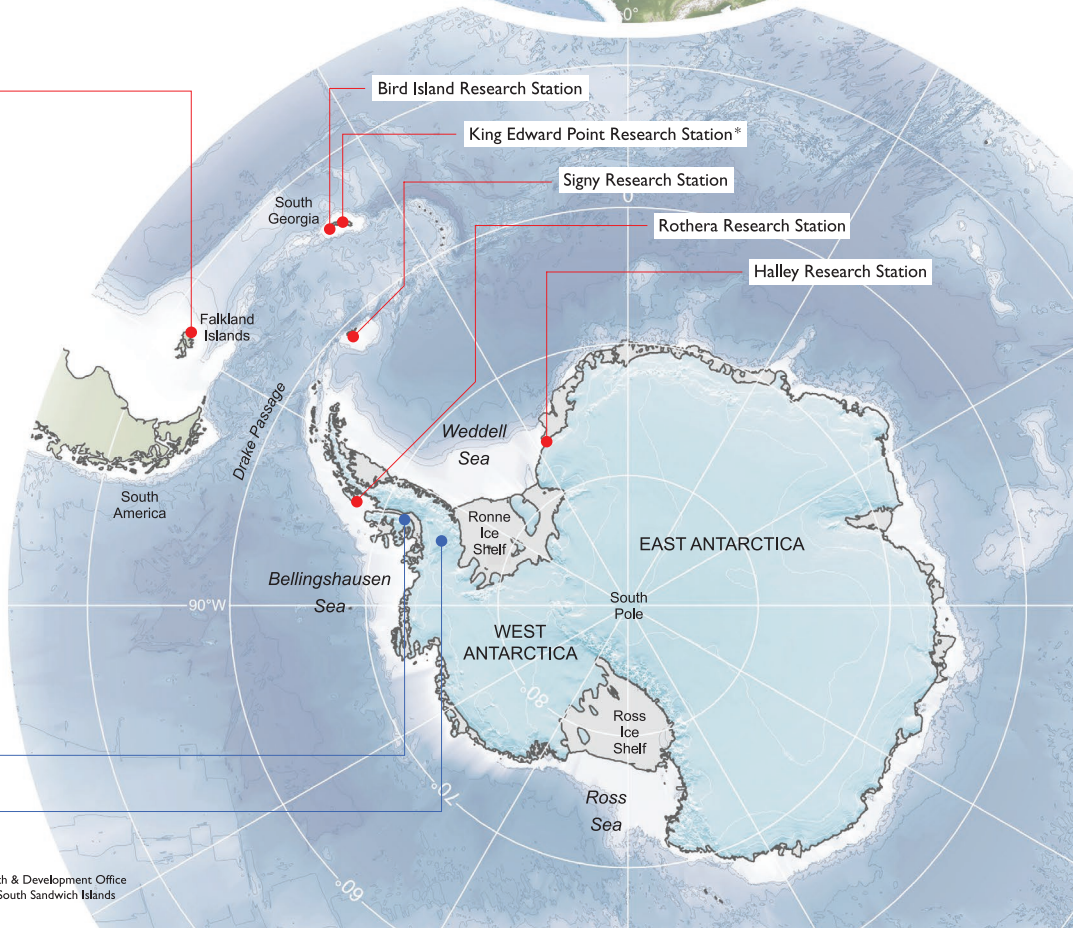 0°
Bird Island Research Station
King Edward Point Research Station*
Signy Research Station
0
South
Georgia
Rothera Research Station
Halley Research Station
Falkland
Islands
Drake Passage
Weddell
Sea
South
America
Ronne
Ice
Shelf
EAST ANTARCTICA
Bellingshausen
Sea
90°W
South
Pole
WEST
ANTARCTICA
80°
Ross
Ice
Shelf
70°
Ross
Sea
60°
th & Development Office
South Sandwich Islands